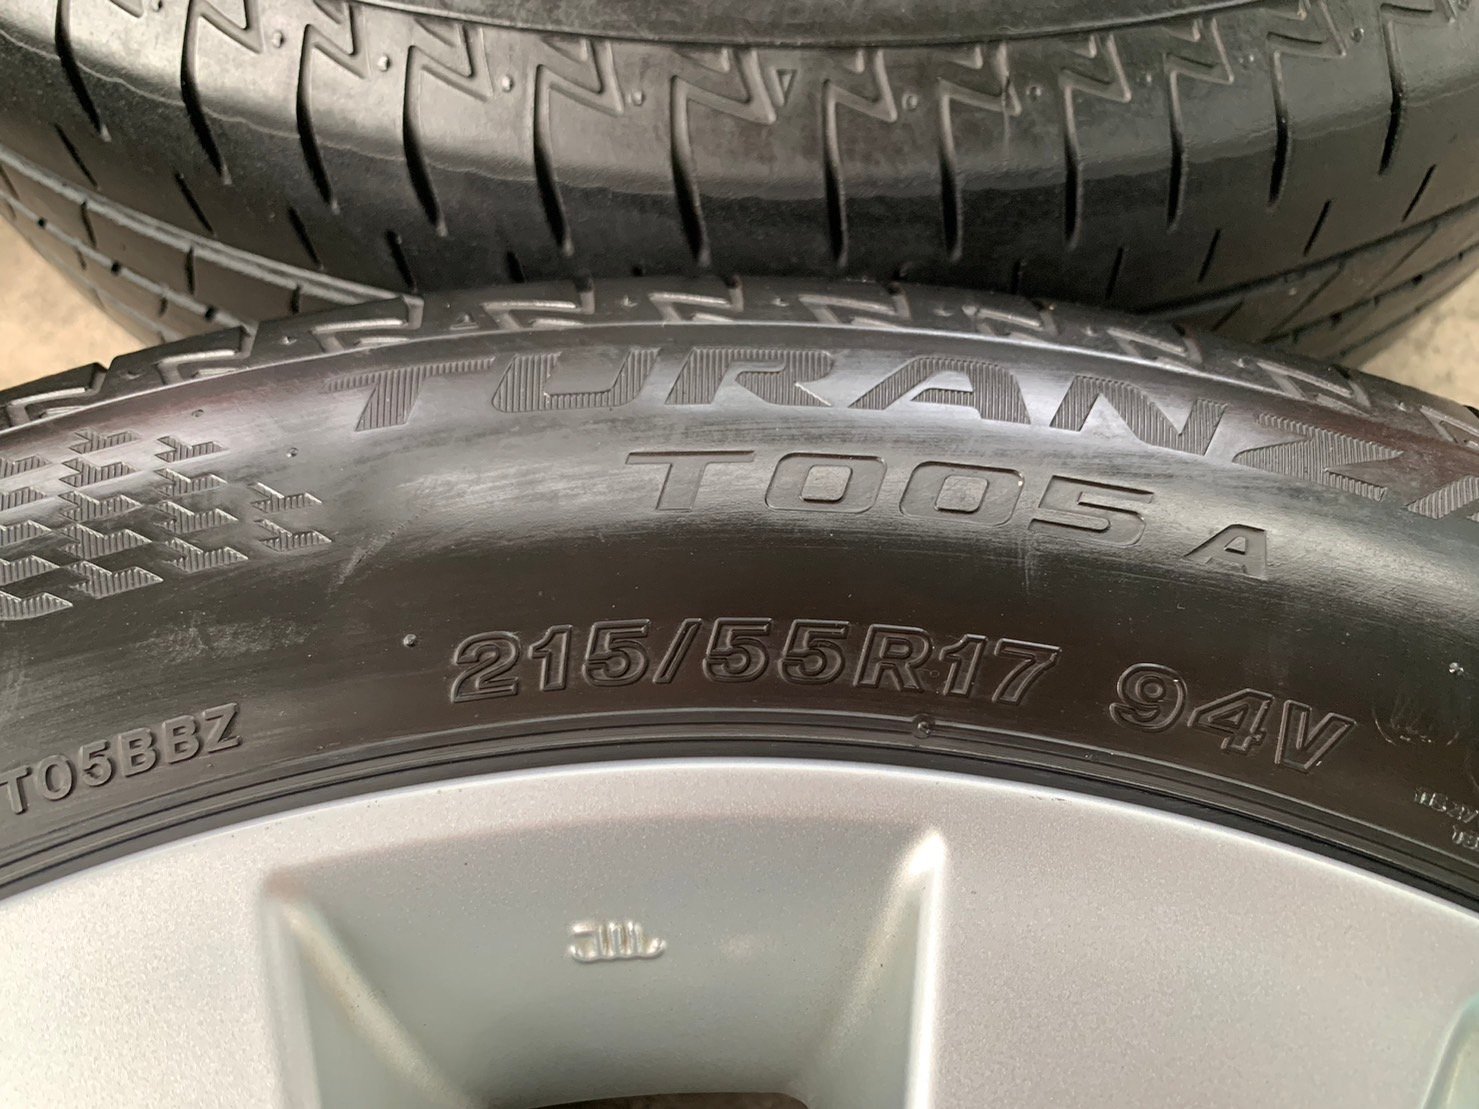 TURANZA
T005 A
215/55R17 94V
T05BBZ